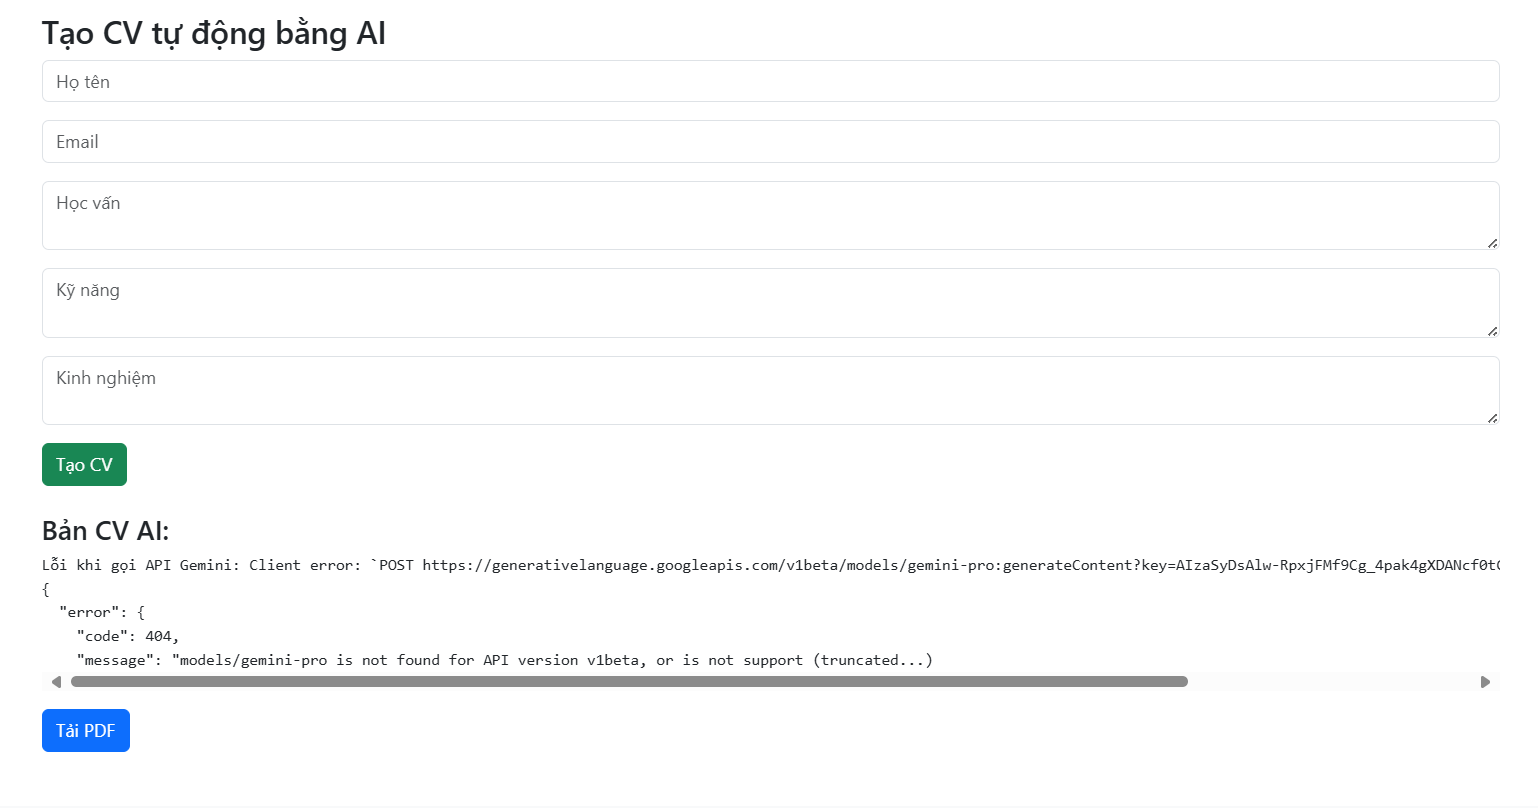 Tạo CV tự động bằng AI
Họ tên
Email
Học vấn
Kỹ năng
Kinh nghiệm
Tạo CV
Bản CV AI:
Lỗi khi gọi API Gemini: Client error: `POST https://generativelanguage.googleapis.com/v1beta/models/gemini-pro:generateContent?key=AIzaSyDsAlw-RpxjFMf9Cg_4pak4gXDANcf0t
{
"error": {
"code": 404,
"message": "models/gemini-pro is not found for API version v1beta, or is not support (truncated...)
Tải PDF